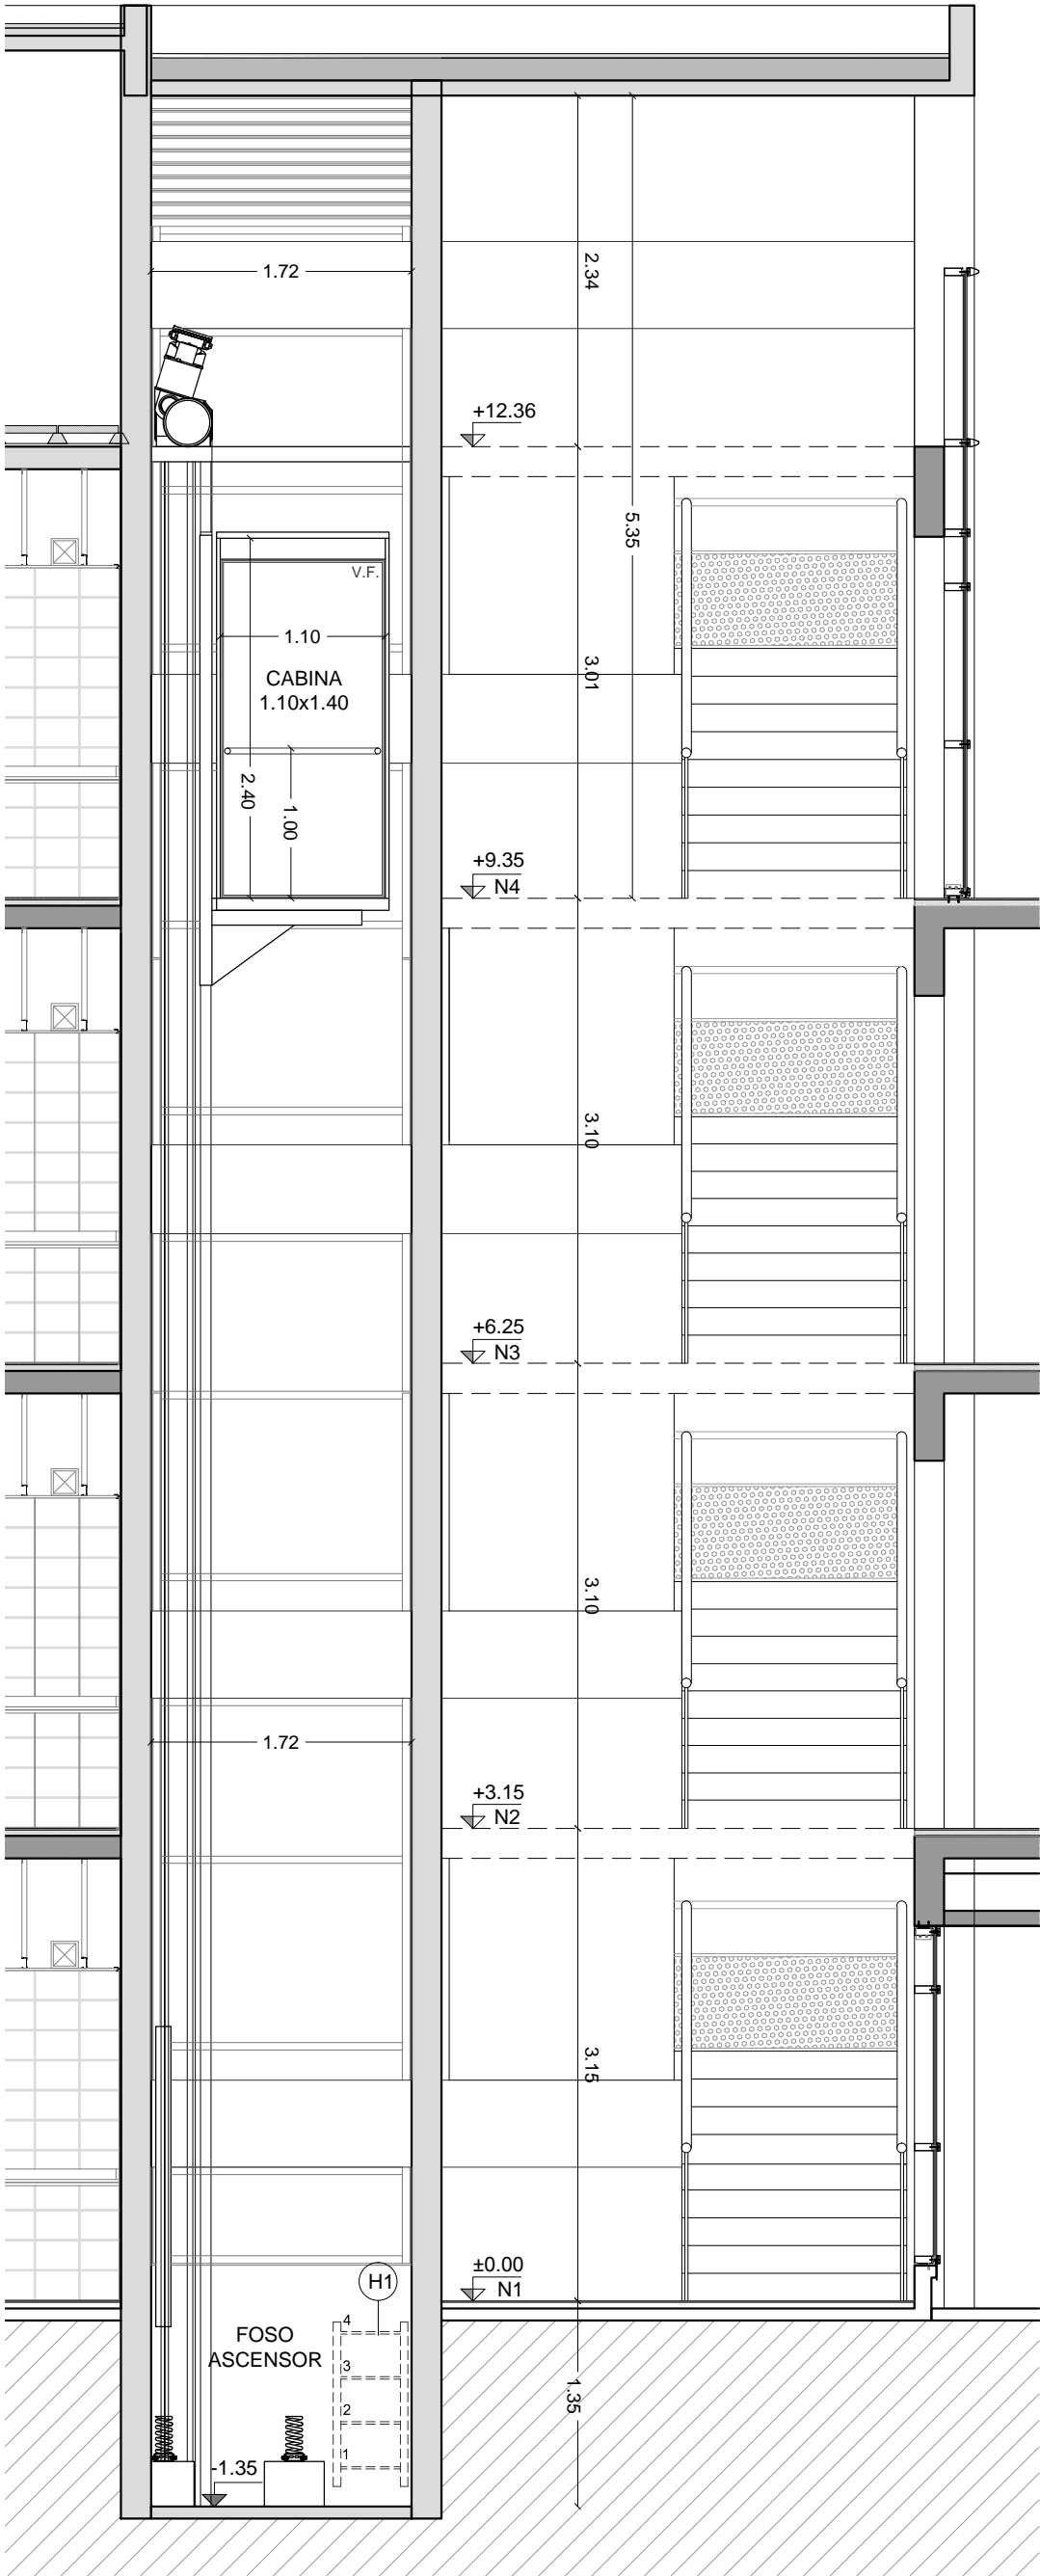 1.72
2.34
+12.36
5.35
V.F.
1.10
CABINA
1.10x1.40
3.01
2.40
1.00
+9.35
N4
3.10
+6.25
N3
3.10
1.72
+3.15
N2
3.15
H1
±0.00
N1
4
FOSO
ASCENSOR
3
2
1
1.35
-1.35